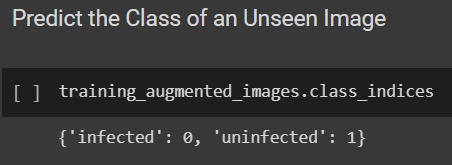 Predict the Class of an Unseen Image
[ ] training_augmented_images.class_indices
{'infected': 0, 'uninfected': 1}